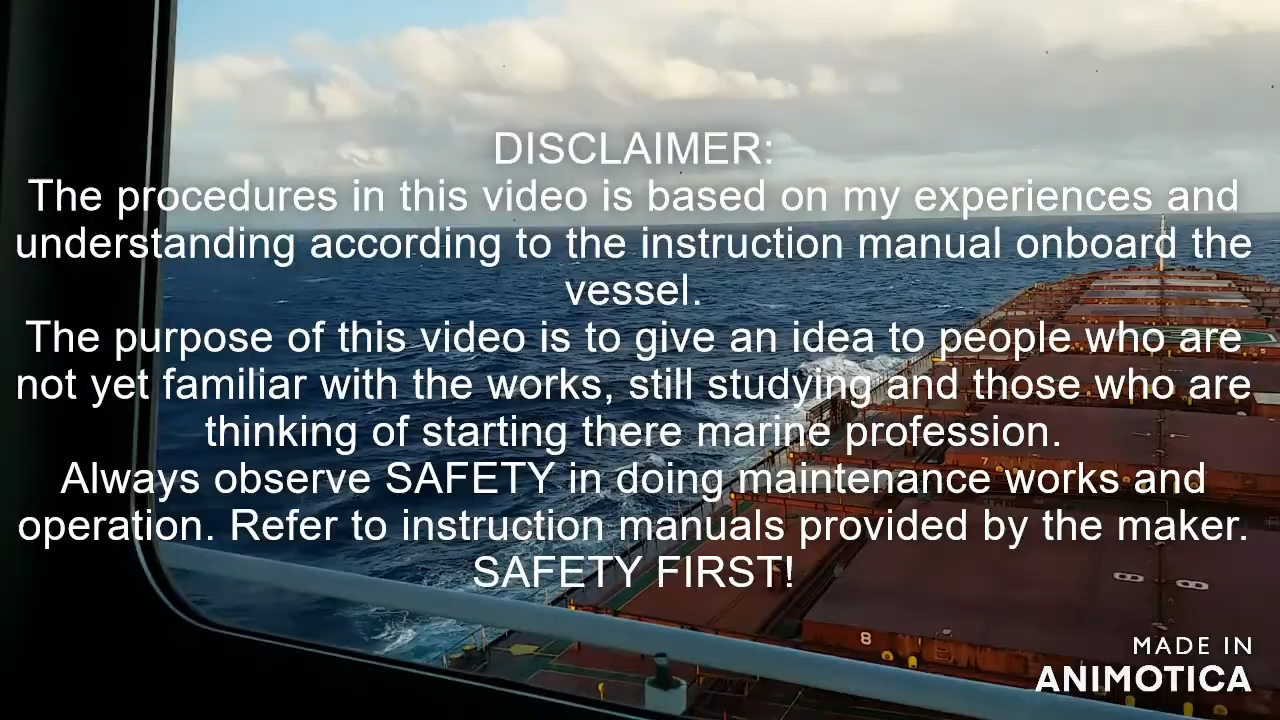 DISCLAIMER:
The procedures in this video is based on my experiences and
understanding according to the instruction manual onboard the
vessel.
The purpose of this video is to give an idea to people who are
not yet familiar with the works, still studying and those who are
thinking of starting there marine profession.
Always observe SAFETY in doing maintenance works and
operation. Refer to instruction manuals provided by the maker.
SAFETY FIRST!
7
8
MADE IN
ANIMOTICA